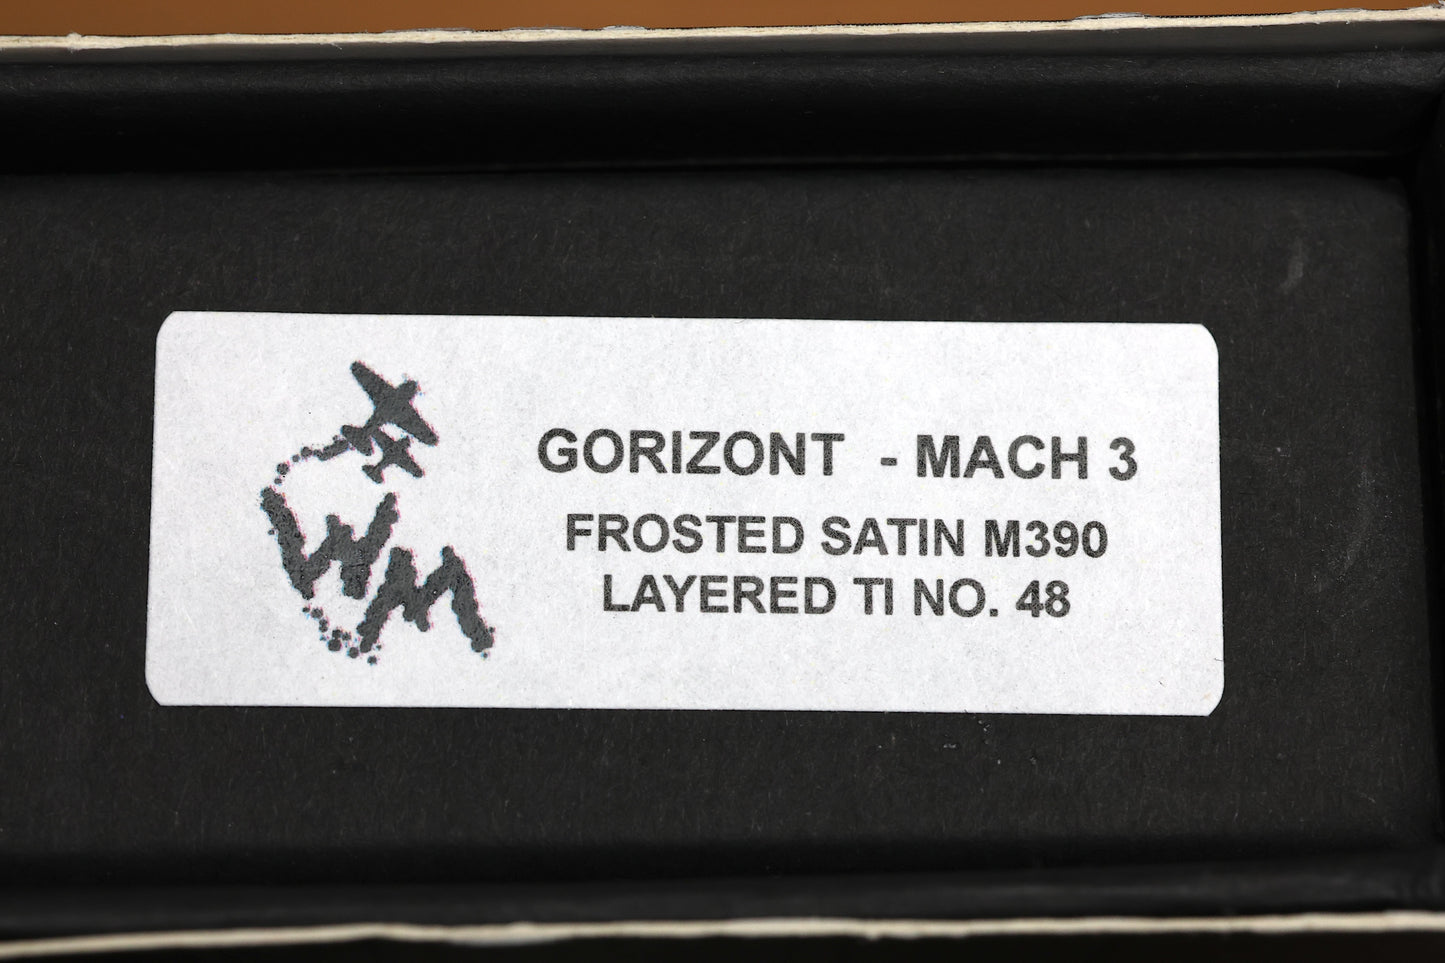 WM
GORIZONT - MACH 3
FROSTED SATIN M390
LAYERED TI NO. 48